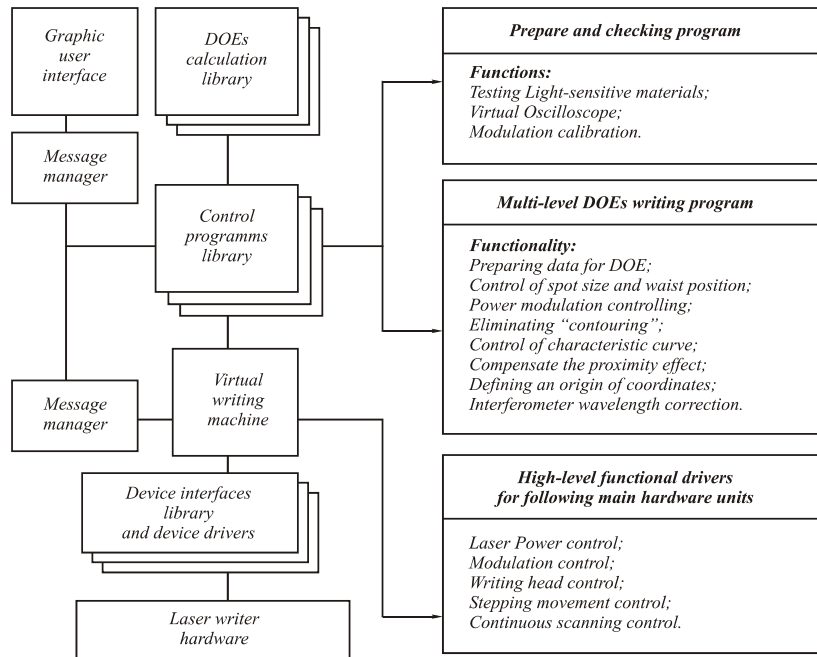 Graphic
user
interface
DOEs
calculation
library
Message
manager
Control
programms
library
Message
manager
Virtual
writing
machine
Device interfaces
library
and device drivers
Laser writer
hardware
Prepare and checking program
Functions:
Testing Light-sensitive materials;
Virtual Oscilloscope;
Modulation calibration.
Multi-level DOEs writing program
Functionality:
Preparing data for DOE;
Control of spot size and waist position;
Power modulation controlling;
Eliminating “contouring”;
Control of characteristic curve;
Compensate the proximity effect;
Defining an origin of coordinates;
Interferometer wavelength correction.
High-level functional drivers
for following main hardware units
Laser Power control;
Modulation control;
Writing head control;
Stepping movement control;
Continuous scanning control.